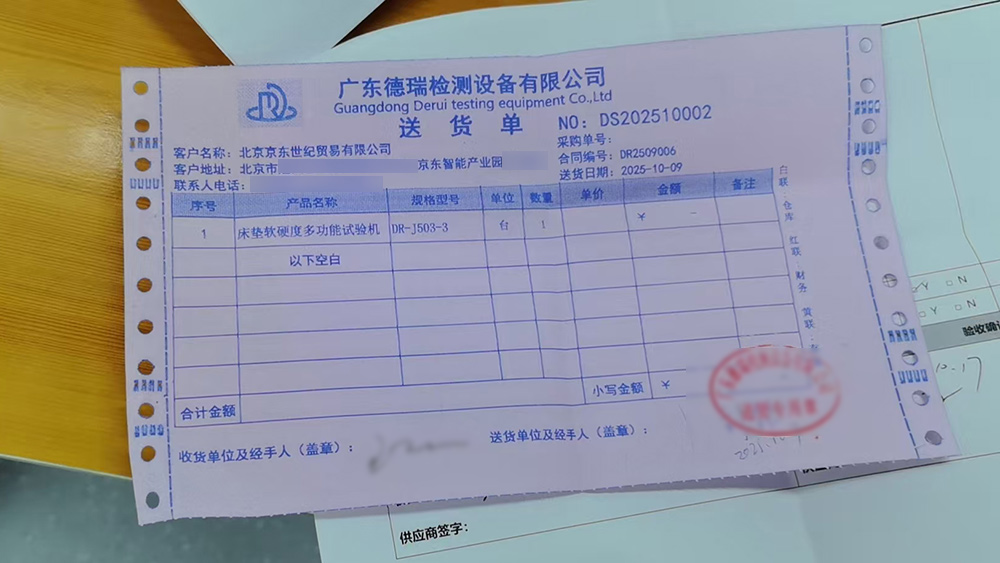 广东德瑞检测设备有限公司
Guangdong Derui testing equipment Co.,Ltd
送 货 单
NO: DS202510002
采购单号:
客户名称: 北京京东世纪贸易有限公司
合同编号: DR2509006
客户地址: 北京市 京东智能产业园
送货日期: 2025-10-09
联系人电话:
序号 产品名称 规格型号 单位 数量 单价 金额 备注
1 床垫软硬度多功能试验机 DR-J503-3 台 1 ¥ -
以下空白
合计金额 小写金额 ¥
收货单位及经手人（盖章）:
送货单位及经手人（盖章）:
白联:仓库 红联:财务 黄联:
Y N
Y N
验收确
供应商签字: